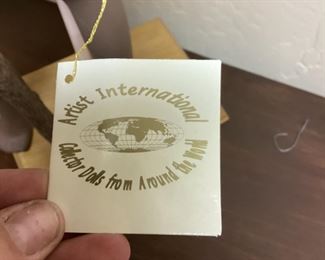 Artist International
Collector Dolls from Around the World